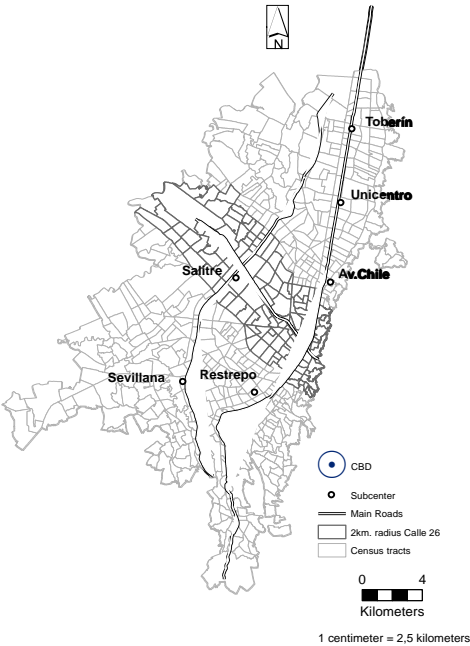 N
Toberín
Unicentro
Av.Chile
Salitre
Sevillana
Restrepo
CBD
Subcenter
Main Roads
2km. radius Calle 26
Census tracts
0 4
Kilometers
1 centimeter = 2,5 kilometers